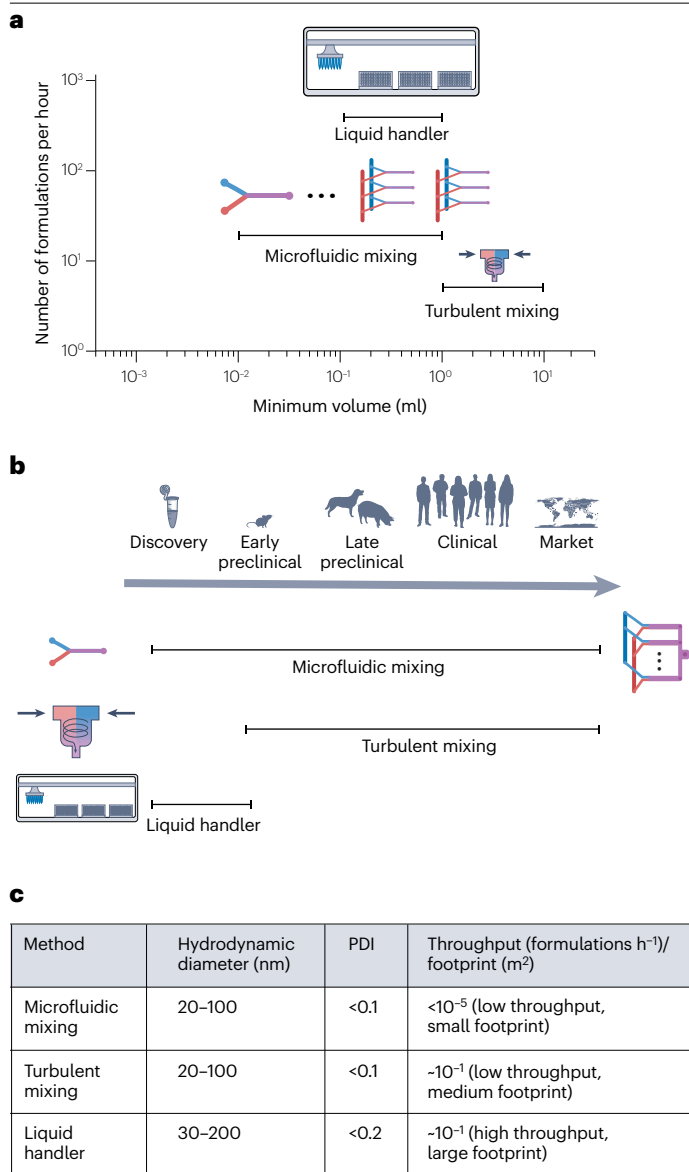 a
Number of formulations per hour
10³
10²
10¹
10⁰
Liquid handler
Microfluidic mixing
Turbulent mixing
10⁻³
10⁻²
10⁻¹
10⁰
10¹
Minimum volume (ml)
b
Discovery
Early
preclinical
Late
preclinical
Clinical
Market
Microfluidic mixing
Turbulent mixing
Liquid handler
c
Method
Hydrodynamic
diameter (nm)
PDI
Throughput (formulations h⁻¹)/
footprint (m²)
Microfluidic
mixing
20–100
<0.1
<10⁻⁵ (low throughput,
small footprint)
Turbulent
mixing
20–100
<0.1
~10⁻¹ (low throughput,
medium footprint)
Liquid
handler
30–200
<0.2
~10⁻¹ (high throughput,
large footprint)